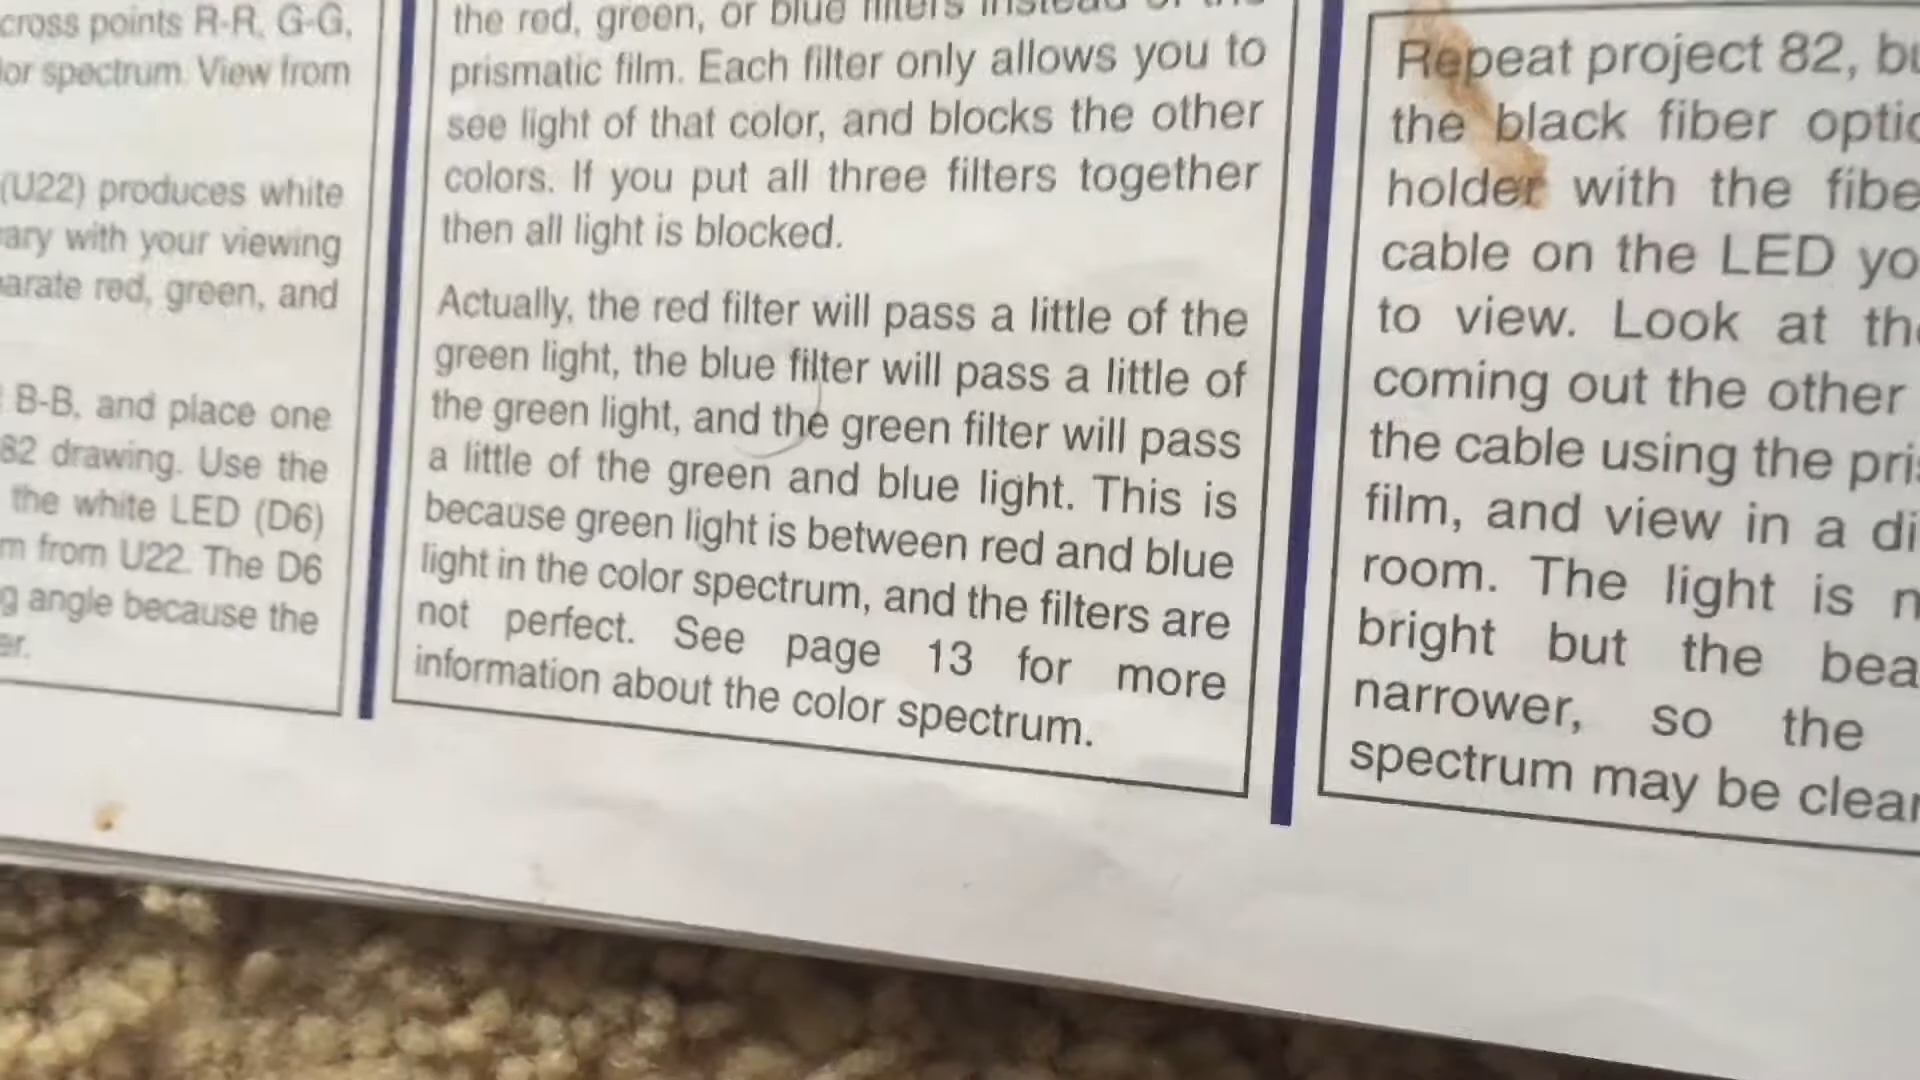 cross points R-R, G-G,
lor spectrum. View from
(U22) produces white
ary with your viewing
arate red, green, and
B-B, and place one
82 drawing. Use the
the white LED (D6)
m from U22. The D6
g angle because the
er.
the red, green, or blue filters instead of the
prismatic film. Each filter only allows you to
see light of that color, and blocks the other
colors. If you put all three filters together
then all light is blocked.
Actually, the red filter will pass a little of the
green light, the blue filter will pass a little of
the green light, and the green filter will pass
a little of the green and blue light. This is
because green light is between red and blue
light in the color spectrum, and the filters are
not perfect. See page 13 for more
information about the color spectrum.
Repeat project 82, bu
the black fiber optic
holder with the fibe
cable on the LED yo
to view. Look at the
coming out the other
the cable using the pris
film, and view in a di
room. The light is n
bright but the bea
narrower, so the
spectrum may be clear